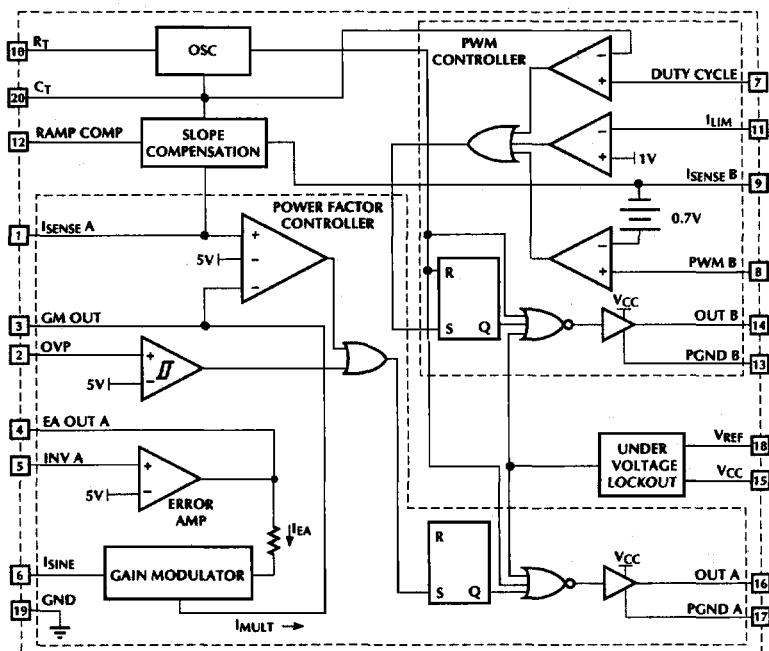 10 RT
OSC
20 CT
12 RAMP COMP
SLOPE
COMPENSATION
PWM
CONTROLLER
DUTY CYCLE 7
ILIM 11
1V
ISENSE B 9
0.7V
PWM B 8
R
S Q
VCC
OUT B 14
PGND B 13
POWER FACTOR
CONTROLLER
1 ISENSE A
5V
3 GM OUT
2 OVP
5V
4 EA OUT A
5 INV A
5V
ERROR
AMP
IEA
6 ISINE
GAIN MODULATOR
19 GND
IMULT →
UNDER
VOLTAGE
LOCKOUT
VREF 18
VCC 15
R
S Q
VCC
OUT A 16
PGND A 17
+
−
+
−
+
−
+
−
−
+
−
+
−
+